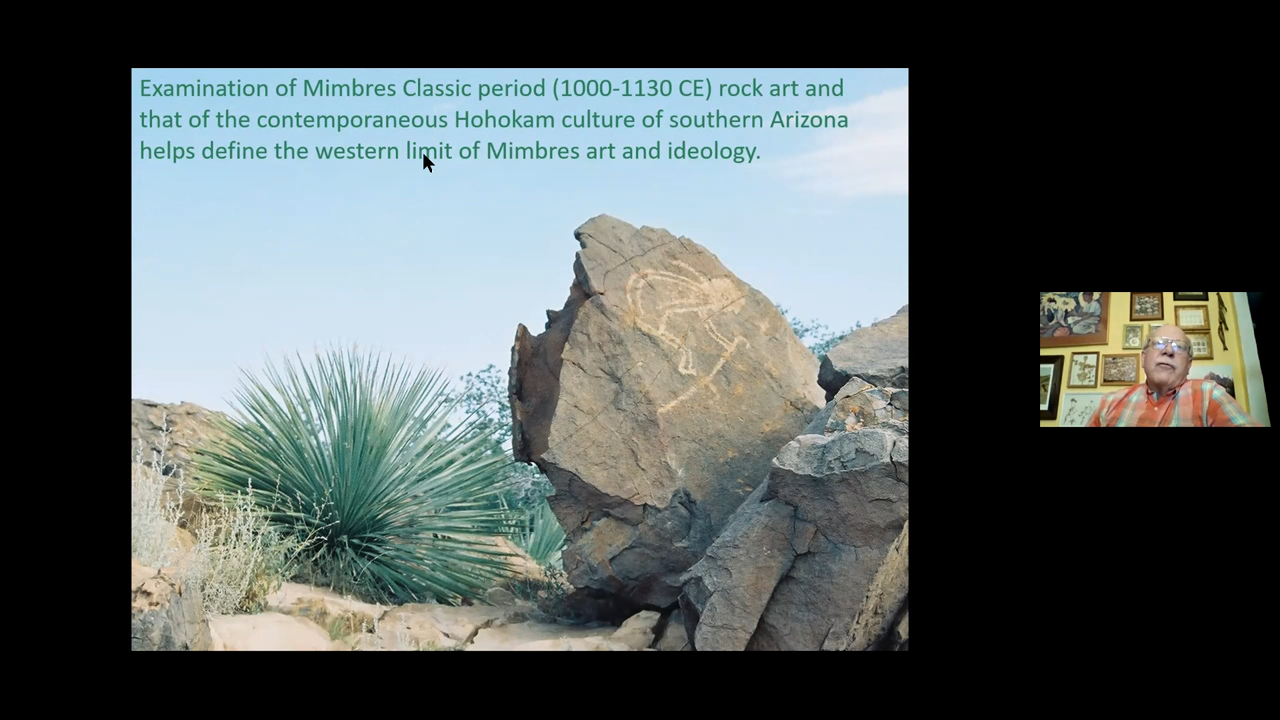 Examination of Mimbres Classic period (1000-1130 CE) rock art and
that of the contemporaneous Hohokam culture of southern Arizona
helps define the western limit of Mimbres art and ideology.